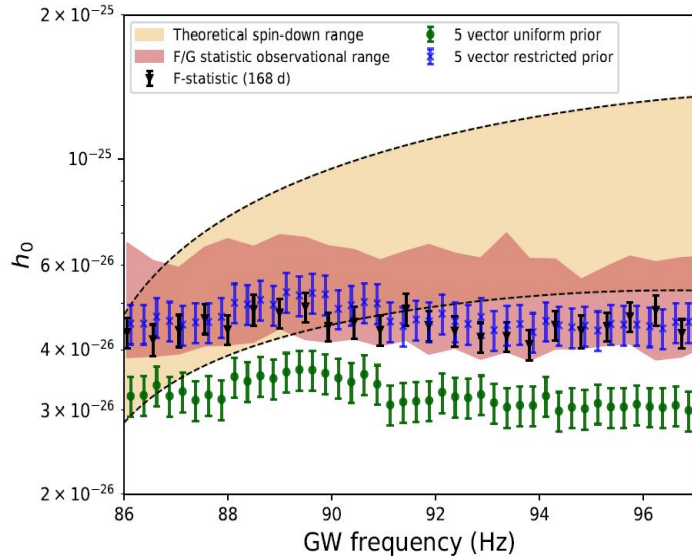 2 × 10⁻²⁵
Theoretical spin-down range
F/G statistic observational range
F-statistic (168 d)
5 vector uniform prior
5 vector restricted prior
10⁻²⁵
h₀
6 × 10⁻²⁶
4 × 10⁻²⁶
3 × 10⁻²⁶
2 × 10⁻²⁶
86 88 90 92 94 96
GW frequency (Hz)